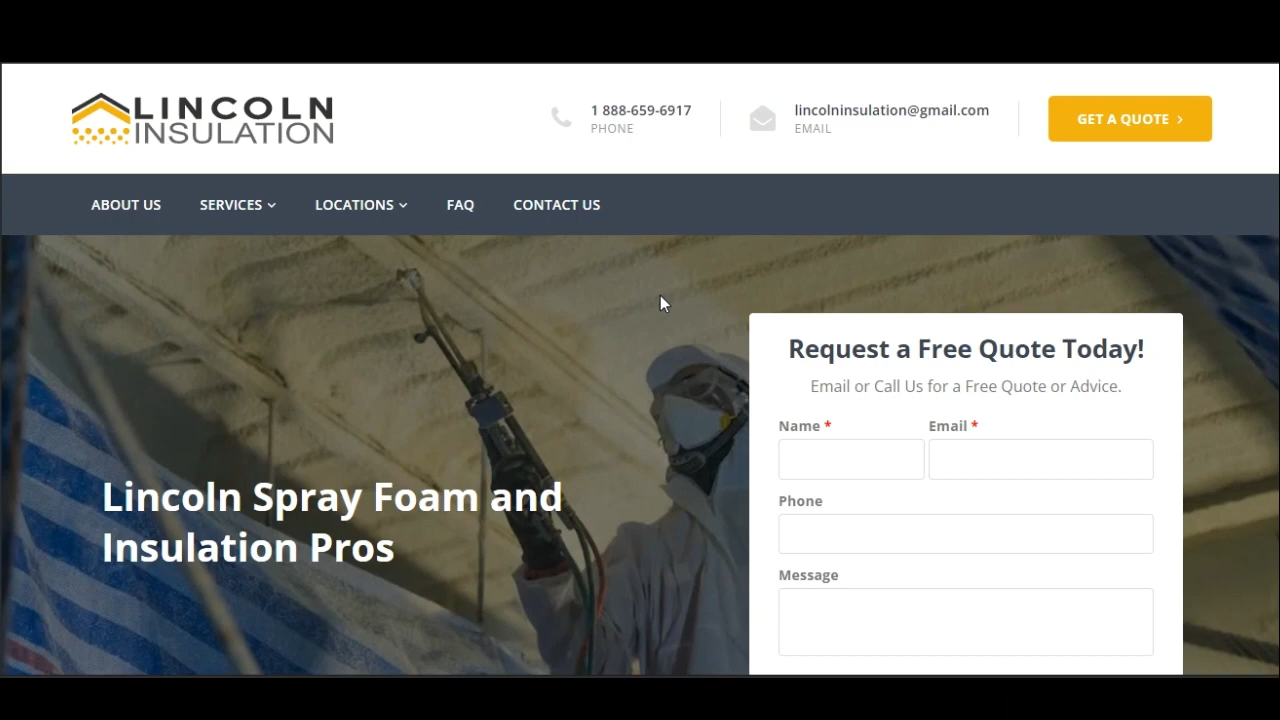 LINCOLN
INSULATION
1 888-659-6917
PHONE
lincolninsulation@gmail.com
EMAIL
GET A QUOTE
ABOUT US SERVICES LOCATIONS FAQ CONTACT US
Lincoln Spray Foam and
Insulation Pros
Request a Free Quote Today!
Email or Call Us for a Free Quote or Advice.
Name * Email *
Phone
Message